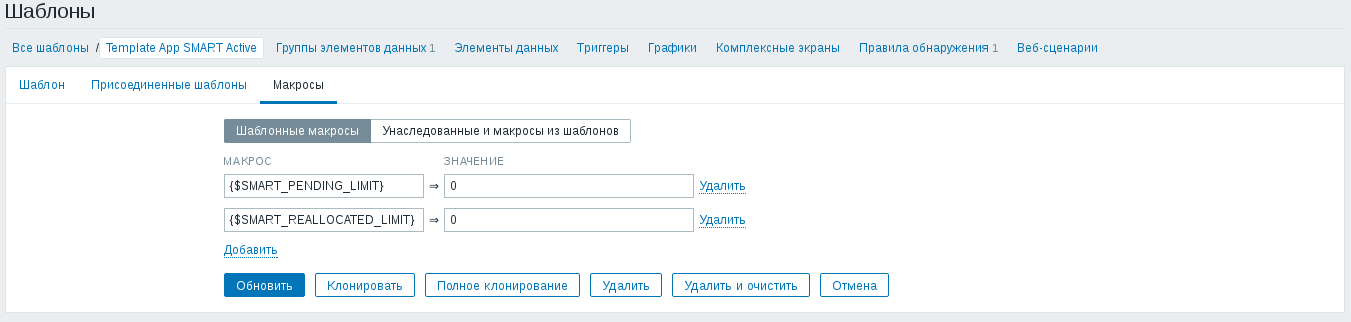 Шаблоны
Все шаблоны / Template App SMART Active Группы элементов данных 1 Элементы данных Триггеры Графики Комплексные экраны Правила обнаружения 1 Веб-сценарии
Шаблон Присоединенные шаблоны Макросы
Шаблонные макросы Унаследованные и макросы из шаблонов
МАКРОС ЗНАЧЕНИЕ
{$SMART_PENDING_LIMIT} ⇒ 0 Удалить
{$SMART_REALLOCATED_LIMIT} ⇒ 0 Удалить
Добавить
Обновить Клонировать Полное клонирование Удалить Удалить и очистить Отмена